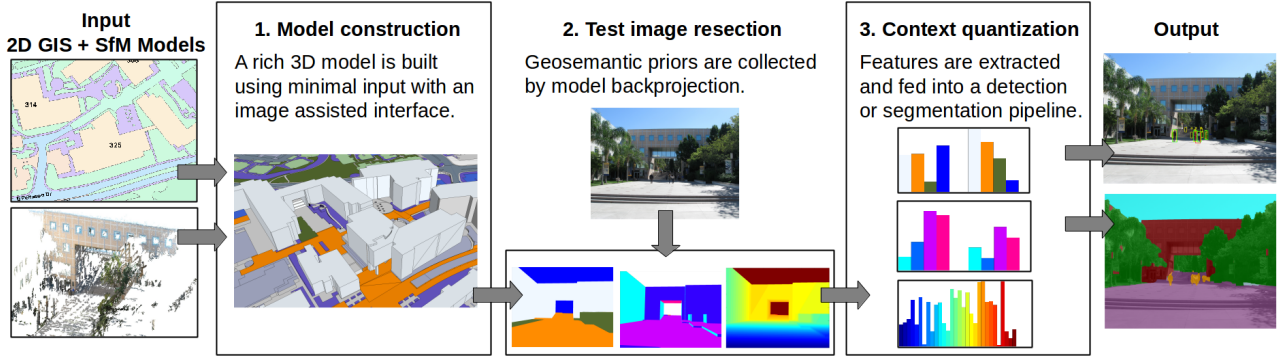 Input
2D GIS + SfM Models
314
325
1. Model construction
A rich 3D model is built
using minimal input with an
image assisted interface.
2. Test image resection
Geosemantic priors are collected
by model backprojection.
3. Context quantization
Features are extracted
and fed into a detection
or segmentation pipeline.
Output